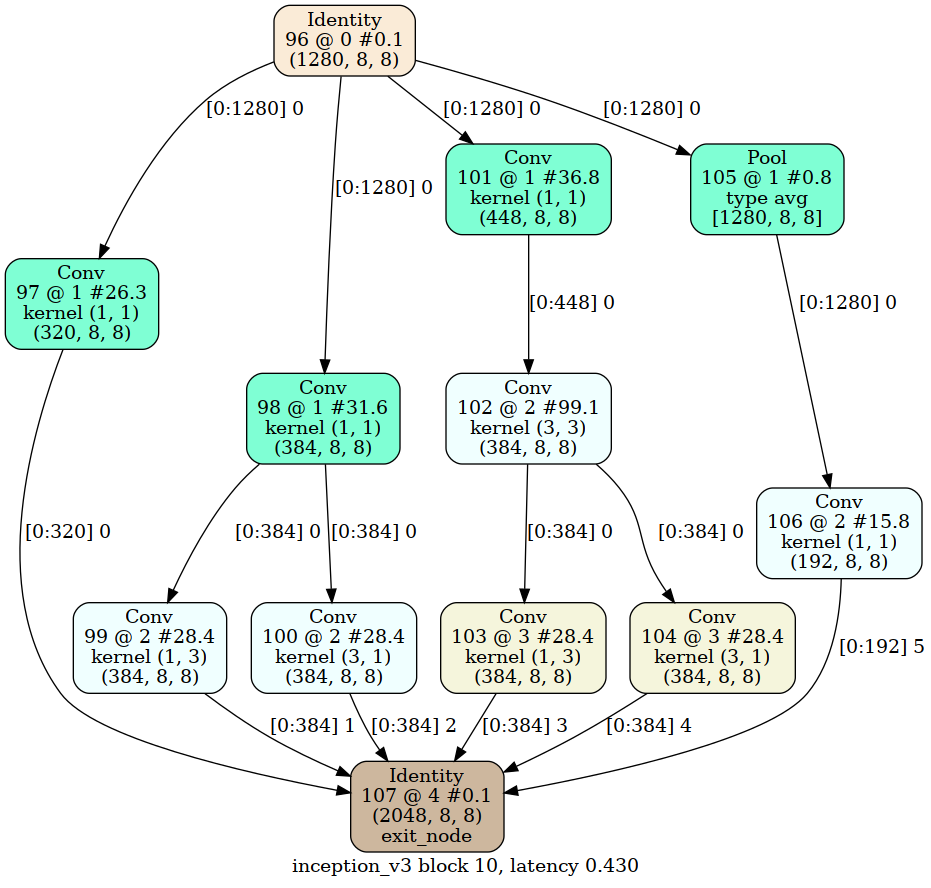 Identity
96 @ 0 #0.1
(1280, 8, 8)
[0:1280] 0
[0:1280] 0
[0:1280] 0
[0:1280] 0
Conv
101 @ 1 #36.8
kernel (1, 1)
(448, 8, 8)
Pool
105 @ 1 #0.8
type avg
[1280, 8, 8]
Conv
97 @ 1 #26.3
kernel (1, 1)
(320, 8, 8)
[0:448] 0
[0:1280] 0
Conv
98 @ 1 #31.6
kernel (1, 1)
(384, 8, 8)
Conv
102 @ 2 #99.1
kernel (3, 3)
(384, 8, 8)
[0:320] 0
[0:384] 0
[0:384] 0
[0:384] 0
[0:384] 0
Conv
106 @ 2 #15.8
kernel (1, 1)
(192, 8, 8)
Conv
99 @ 2 #28.4
kernel (1, 3)
(384, 8, 8)
Conv
100 @ 2 #28.4
kernel (3, 1)
(384, 8, 8)
Conv
103 @ 3 #28.4
kernel (1, 3)
(384, 8, 8)
Conv
104 @ 3 #28.4
kernel (3, 1)
(384, 8, 8)
[0:192] 5
[0:384] 1
[0:384] 2
[0:384] 3
[0:384] 4
Identity
107 @ 4 #0.1
(2048, 8, 8)
exit_node
inception_v3 block 10, latency 0.430